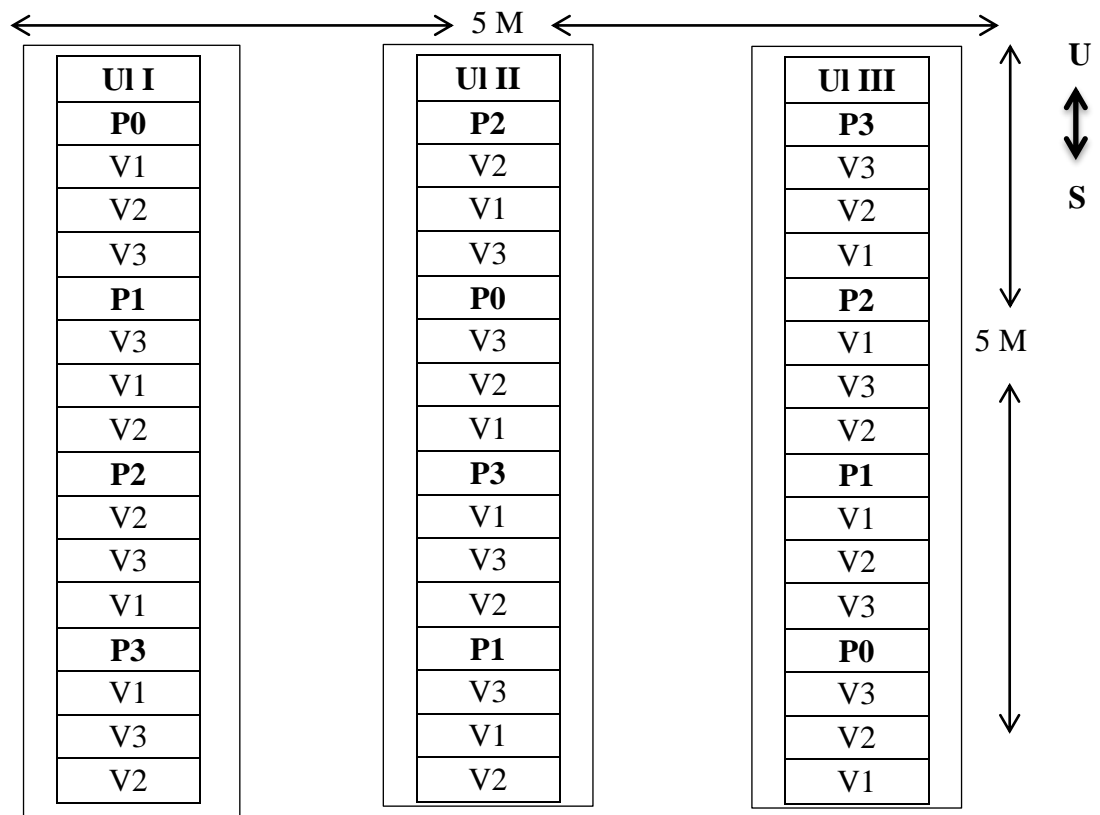 5 M
Ul I Ul II Ul III U
P0 P2 P3
V1 V2 V3
V2 V1 V2 S
V3 V3 V1
P1 P0 P2
V3 V3 V1 5 M
V1 V2 V3
V2 V1 V2
P2 P3 P1
V2 V1 V1
V3 V3 V2
V1 V2 V3
P3 P1 P0
V1 V3 V3
V3 V1 V2
V2 V2 V1